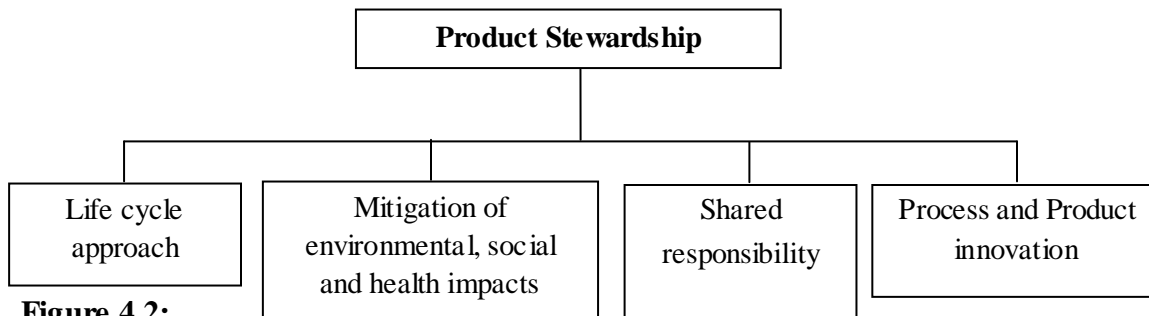 Product Stewardship
Life cycle
approach
Mitigation of
environmental, social
and health impacts
Shared
responsibility
Process and Product
innovation
Figure 4.2: